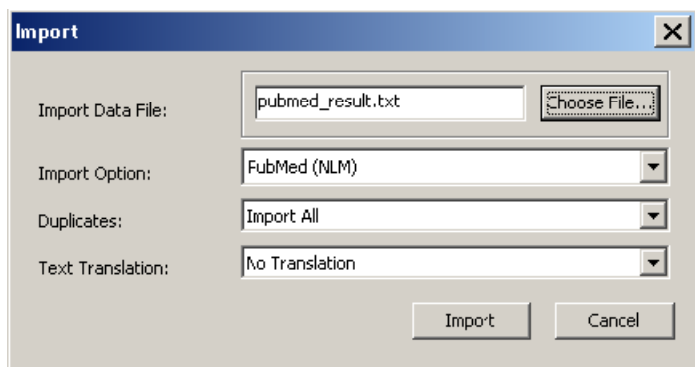 Import
Import Data File: pubmed_result.txt Choose File...
Import Option: PubMed (NLM)
Duplicates: Import All
Text Translation: No Translation
Import Cancel